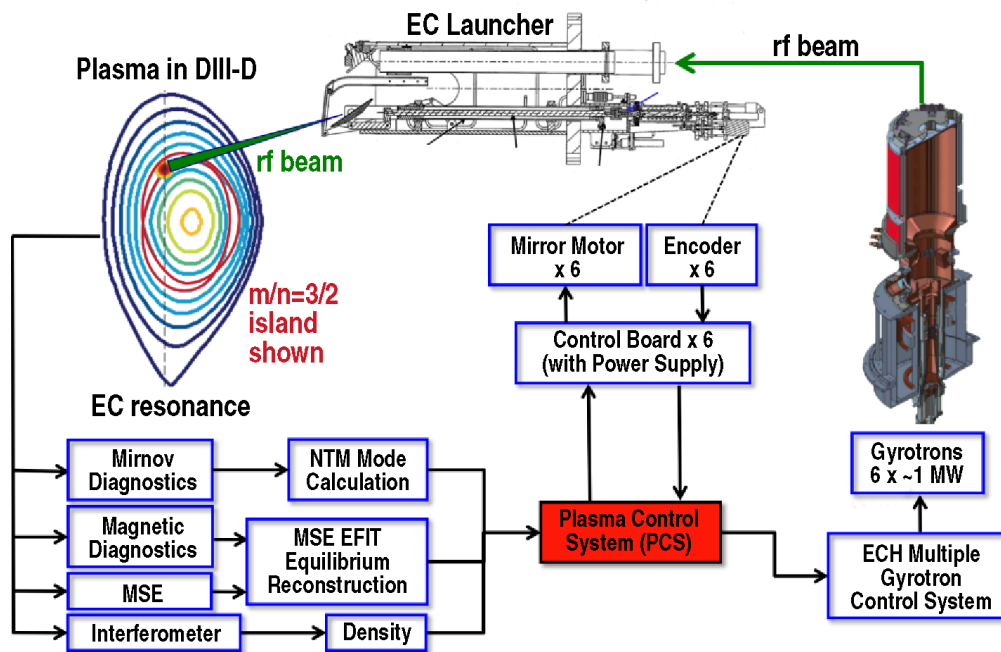 EC Launcher
rf beam
Plasma in DIII-D
rf beam
m/n=3/2
island
shown
EC resonance
Mirror Motor
x 6
Encoder
x 6
Control Board x 6
(with Power Supply)
Mirnov
Diagnostics
NTM Mode
Calculation
Magnetic
Diagnostics
MSE EFIT
Equilibrium
Reconstruction
MSE
Interferometer
Density
Plasma Control
System (PCS)
Gyrotrons
6 x ~1 MW
ECH Multiple
Gyrotron
Control System